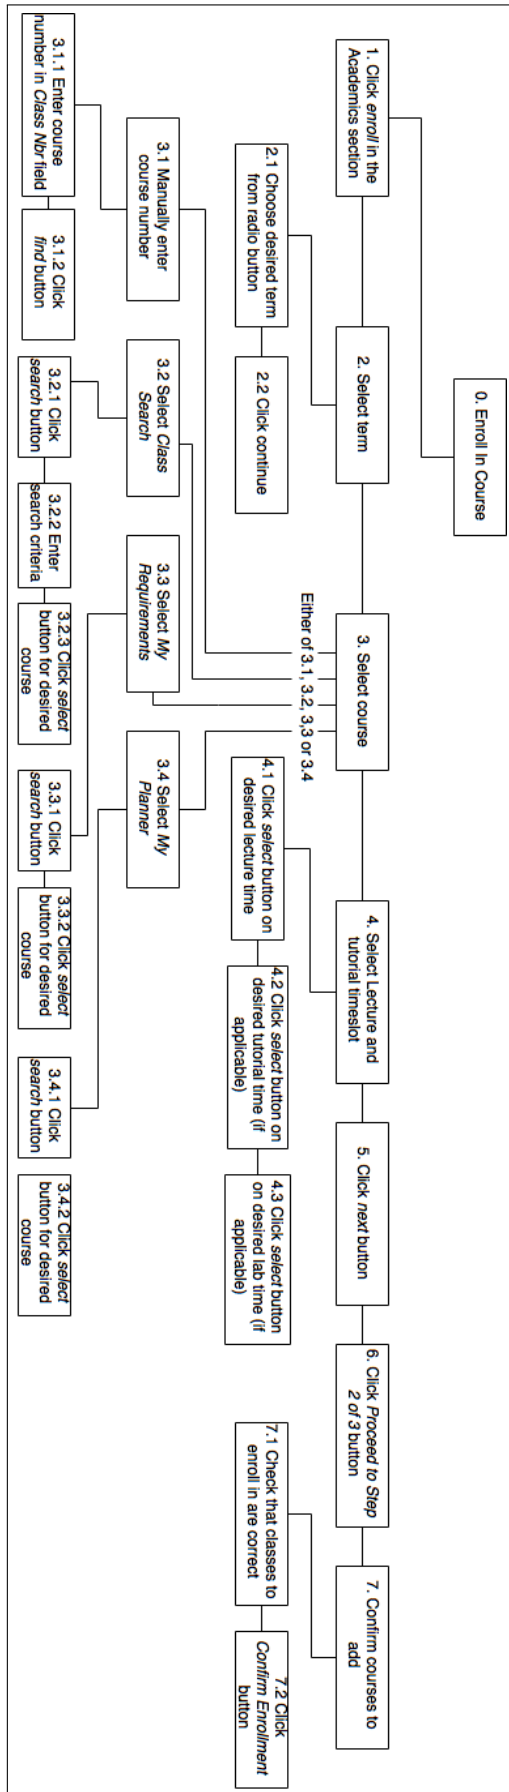 0. Enroll In Course
1. Click enroll in the
Academics section
2. Select term
3. Select course
4. Select Lecture and
tutorial timeslot
5. Click next button
6. Click Proceed to Step
2 of 3 button
7. Confirm courses to
add
2.1 Choose desired term
from radio button
2.2 Click continue
Either of 3.1, 3.2, 3,3 or 3.4
4.1 Click select button on
desired lecture time
4.2 Click select button on
desired tutorial time (if
applicable)
4.3 Click select button
on desired lab time (if
applicable)
7.1 Check that classes to
enroll in are correct
7.2 Click
Confirm Enrollment
button
3.1 Manually enter
course number
3.2 Select Class
Search
3.3 Select My
Requirements
3.4 Select My
Planner
3.1.1 Enter course
number in Class Nbr field
3.1.2 Click
find button
3.2.1 Click
search button
3.2.2 Enter
search criteria
3.2.3 Click select
button for desired
course
3.3.1 Click
search button
3.3.2 Click select
button for desired
course
3.4.1 Click
search button
3.4.2 Click select
button for desired
course